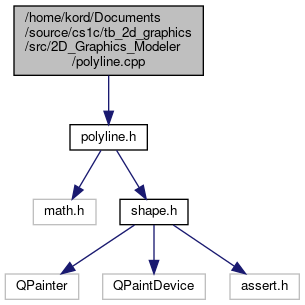 /home/kord/Documents
/source/cs1c/tb_2d_graphics
/src/2D_Graphics_Modeler
/polyline.cpp
polyline.h
math.h
shape.h
QPainter
QPaintDevice
assert.h